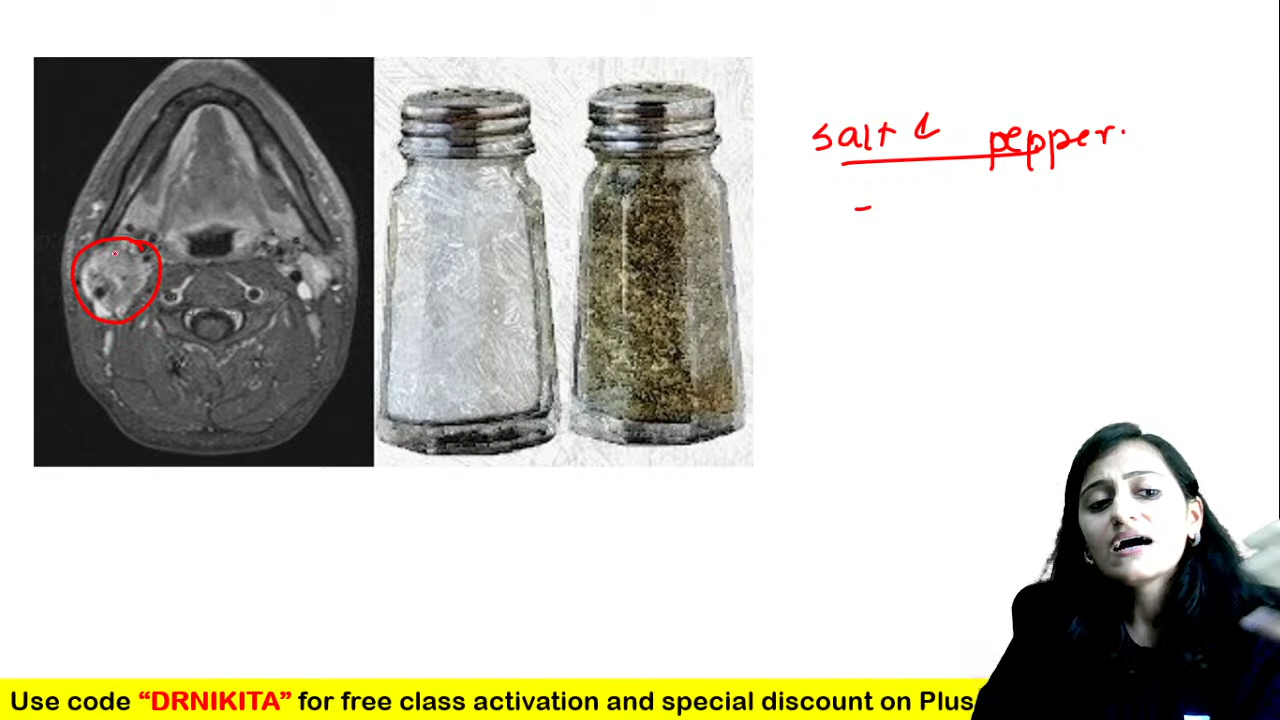 salt & pepper.
-
Use code “DRNIKITA” for free class activation and special discount on Plus